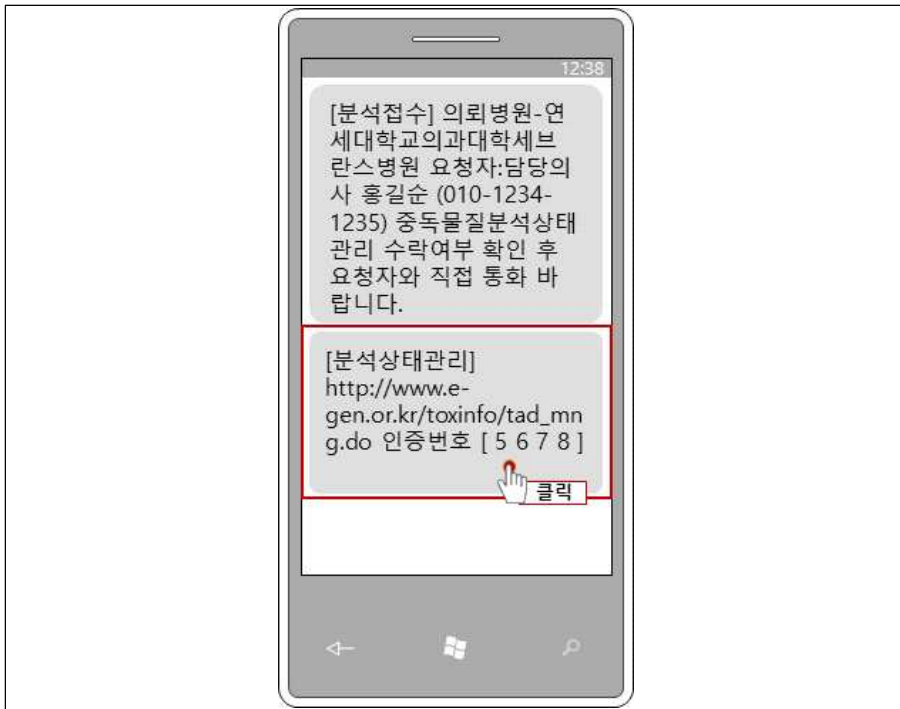 12:38
[분석접수] 의뢰병원-연
세대학교의과대학세브
란스병원 요청자:담당의
사 홍길순 (010-1234-
1235) 중독물질분석상태
관리 수락여부 확인 후
요청자와 직접 통화 바
랍니다.
[분석상태관리]
http://www.e-
gen.or.kr/toxinfo/tad_mn
g.do 인증번호 [ 5 6 7 8 ]
클릭